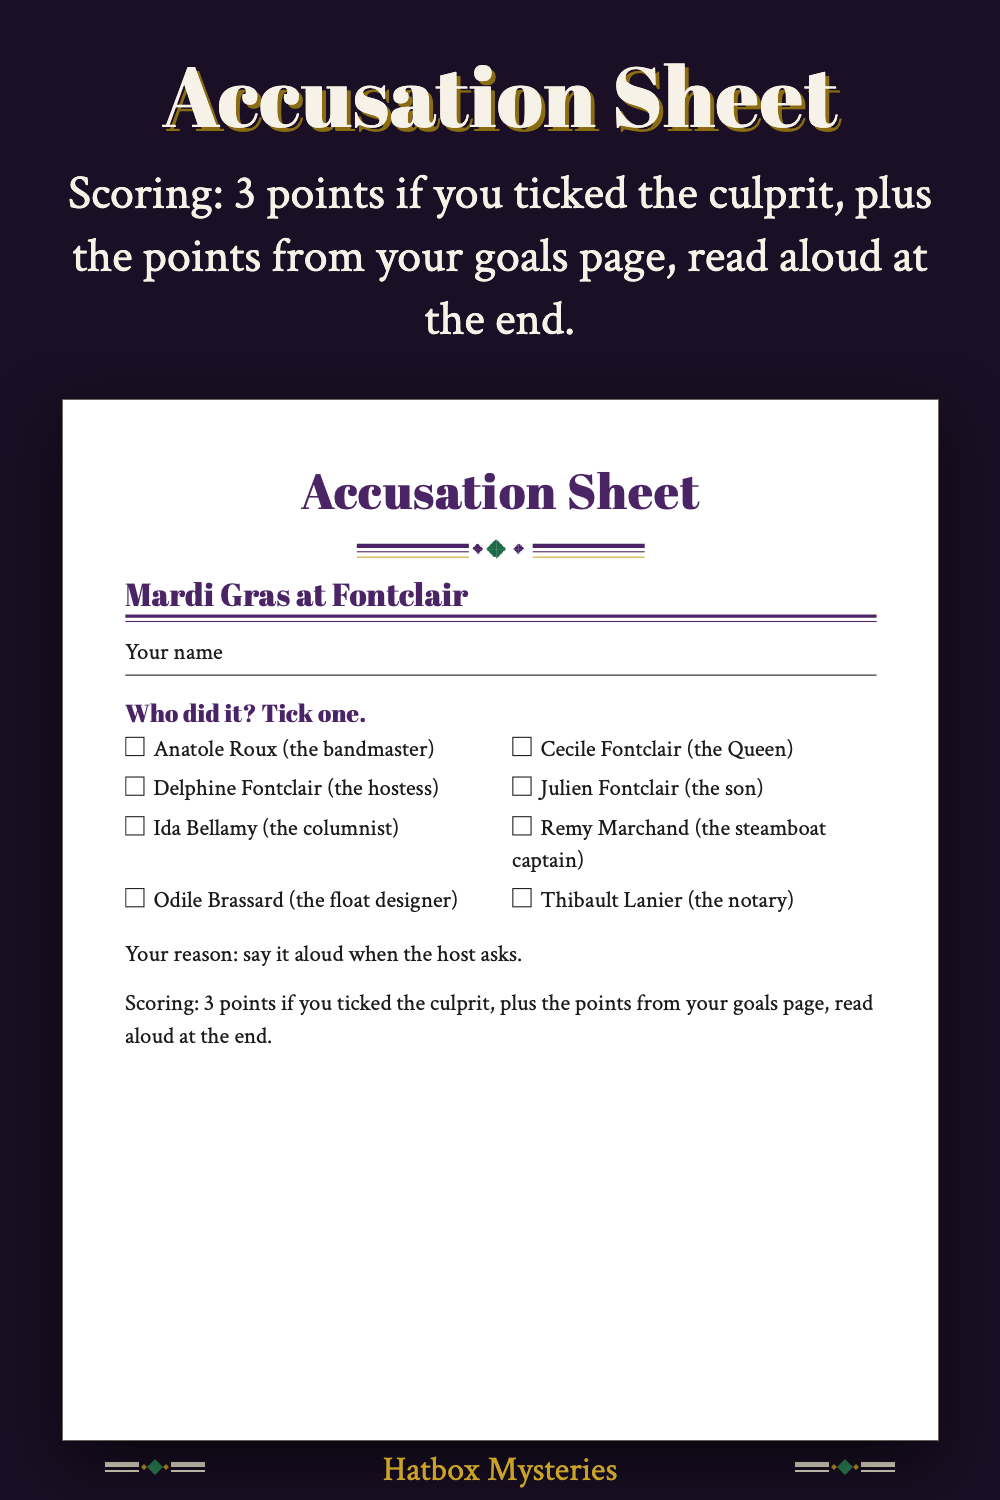 Accusation Sheet
Scoring: 3 points if you ticked the culprit, plus
the points from your goals page, read aloud at
the end.
Accusation Sheet
Mardi Gras at Fontclair
Your name
Who did it? Tick one.
☐ Anatole Roux (the bandmaster)
☐ Cecile Fontclair (the Queen)
☐ Delphine Fontclair (the hostess)
☐ Julien Fontclair (the son)
☐ Ida Bellamy (the columnist)
☐ Remy Marchand (the steamboat
captain)
☐ Odile Brassard (the float designer)
☐ Thibault Lanier (the notary)
Your reason: say it aloud when the host asks.
Scoring: 3 points if you ticked the culprit, plus the points from your goals page, read
aloud at the end.
Hatbox Mysteries